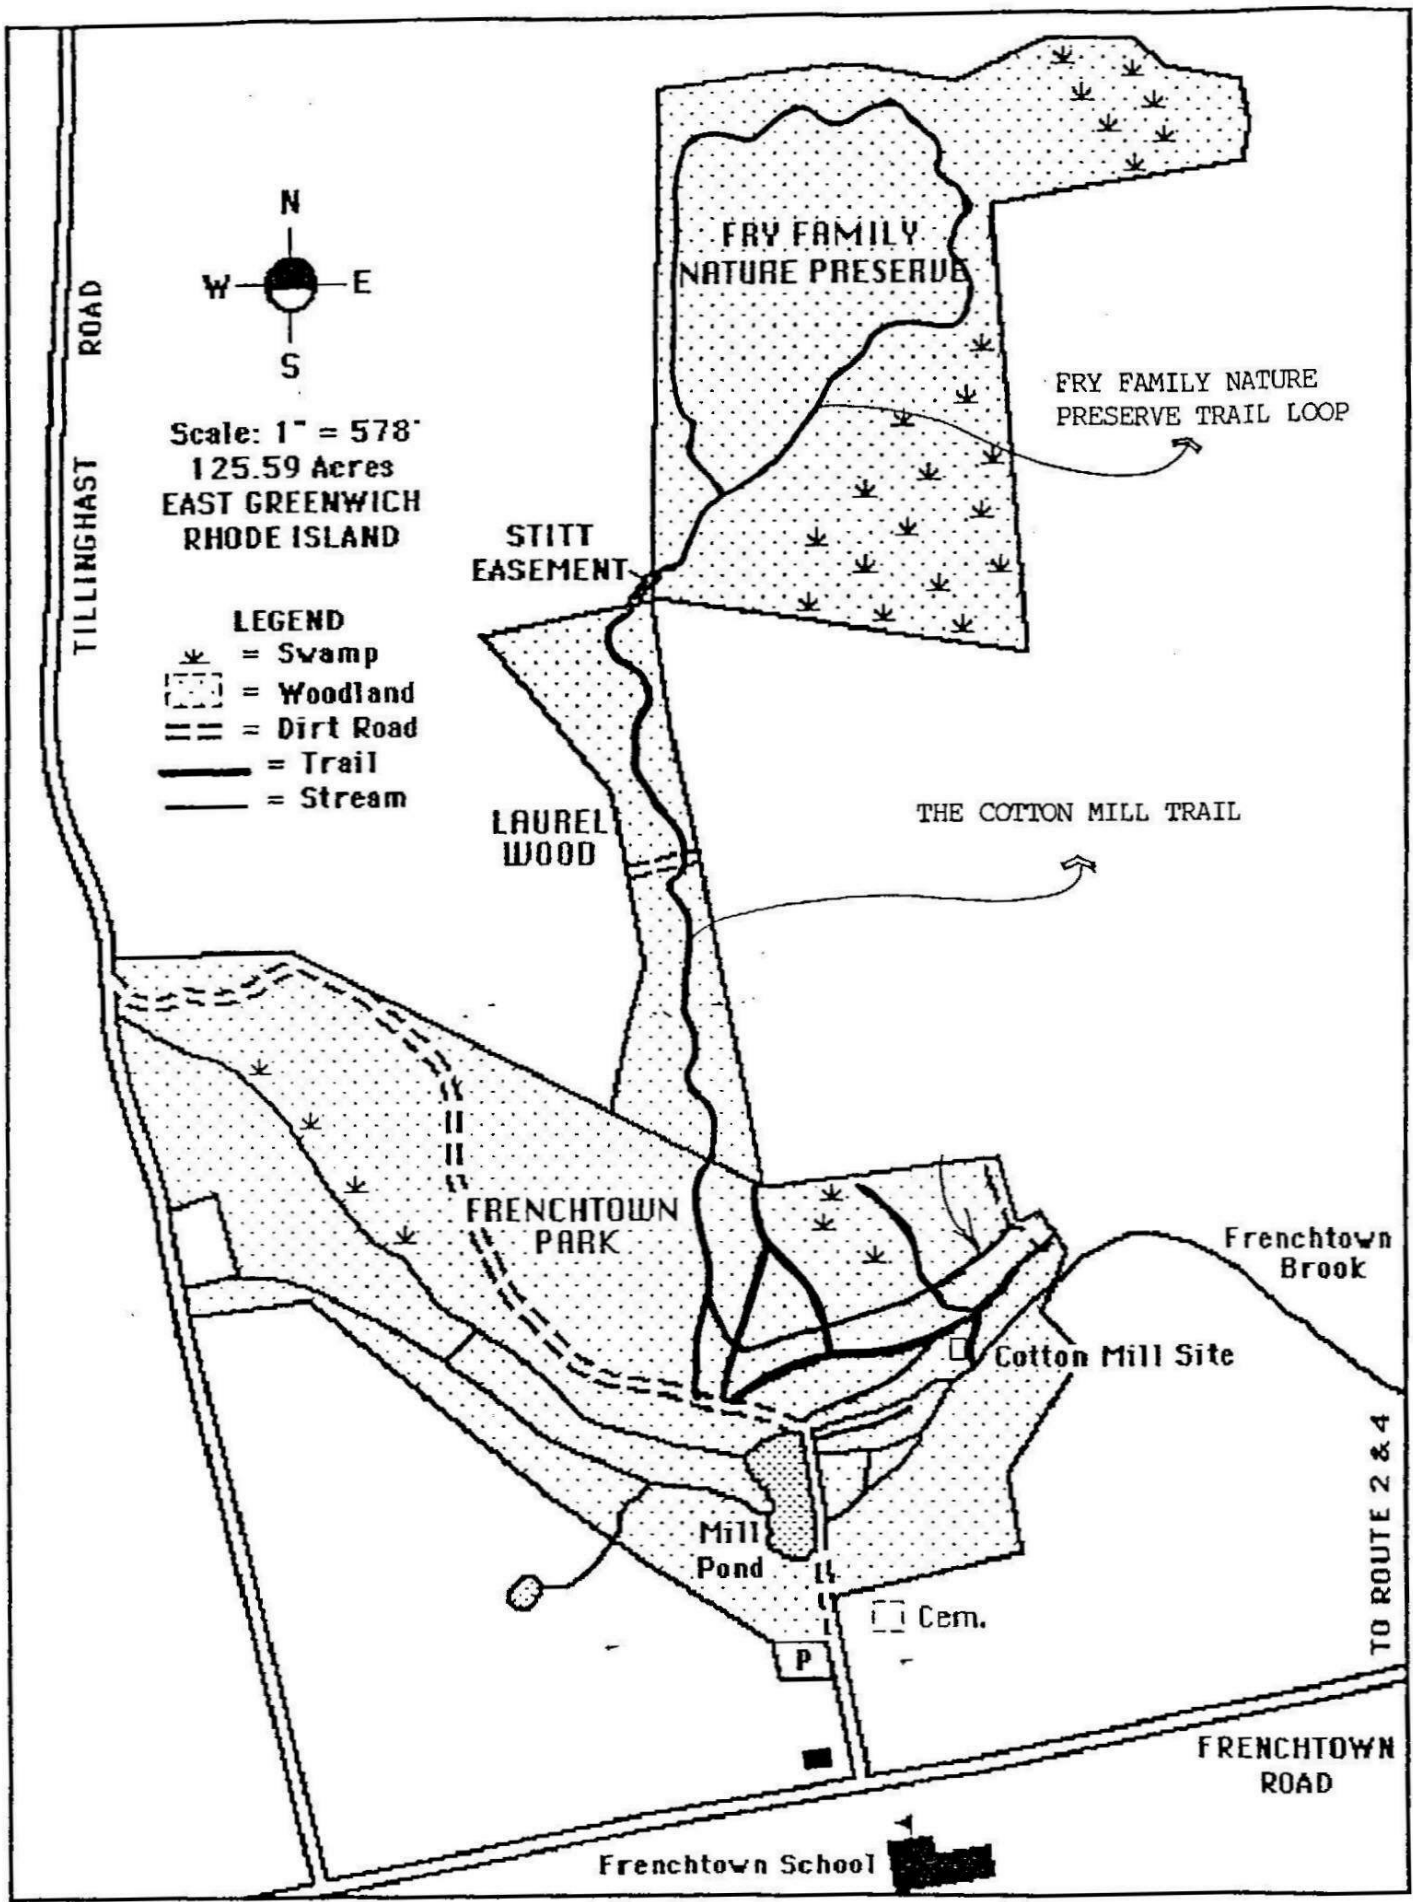 N
W
E
S
ROAD
TILLINGHAST
Scale: 1" = 578'
125.59 Acres
EAST GREENWICH
RHODE ISLAND
FRY FAMILY
NATURE PRESERVE
FRY FAMILY NATURE
PRESERVE TRAIL LOOP
STITT
EASEMENT
LEGEND
= Swamp
= Woodland
= Dirt Road
= Trail
= Stream
LAUREL
WOOD
THE COTTON MILL TRAIL
FRENCHTOWN
PARK
Frenchtown
Brook
Cotton Mill Site
Mill
Pond
Cem.
P
TO ROUTE 2 & 4
FRENCHTOWN
ROAD
Frenchtown School